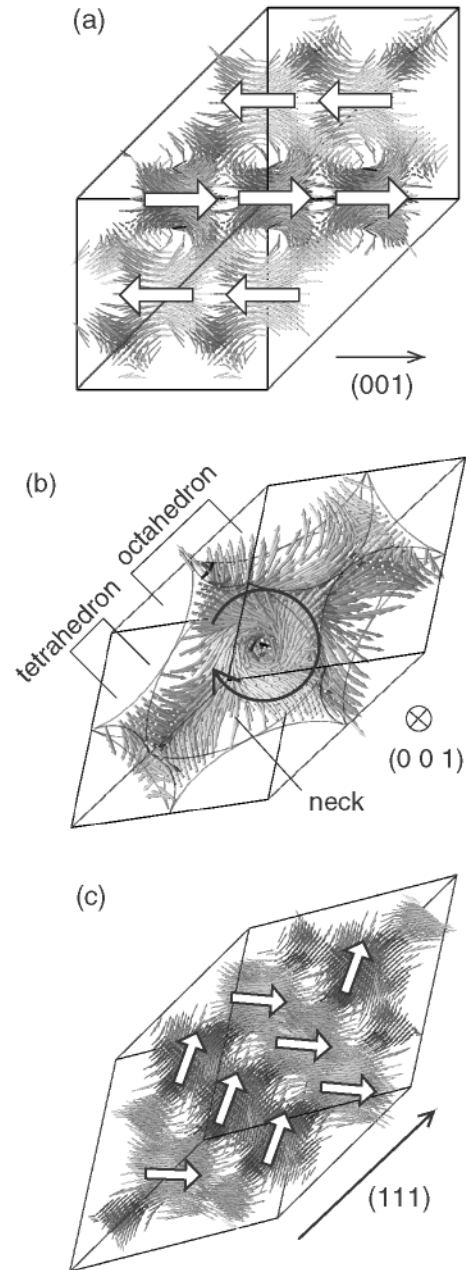 (a)
(001)
(b)
octahedron
tetrahedron
(0 0 1)
neck
(c)
(111)